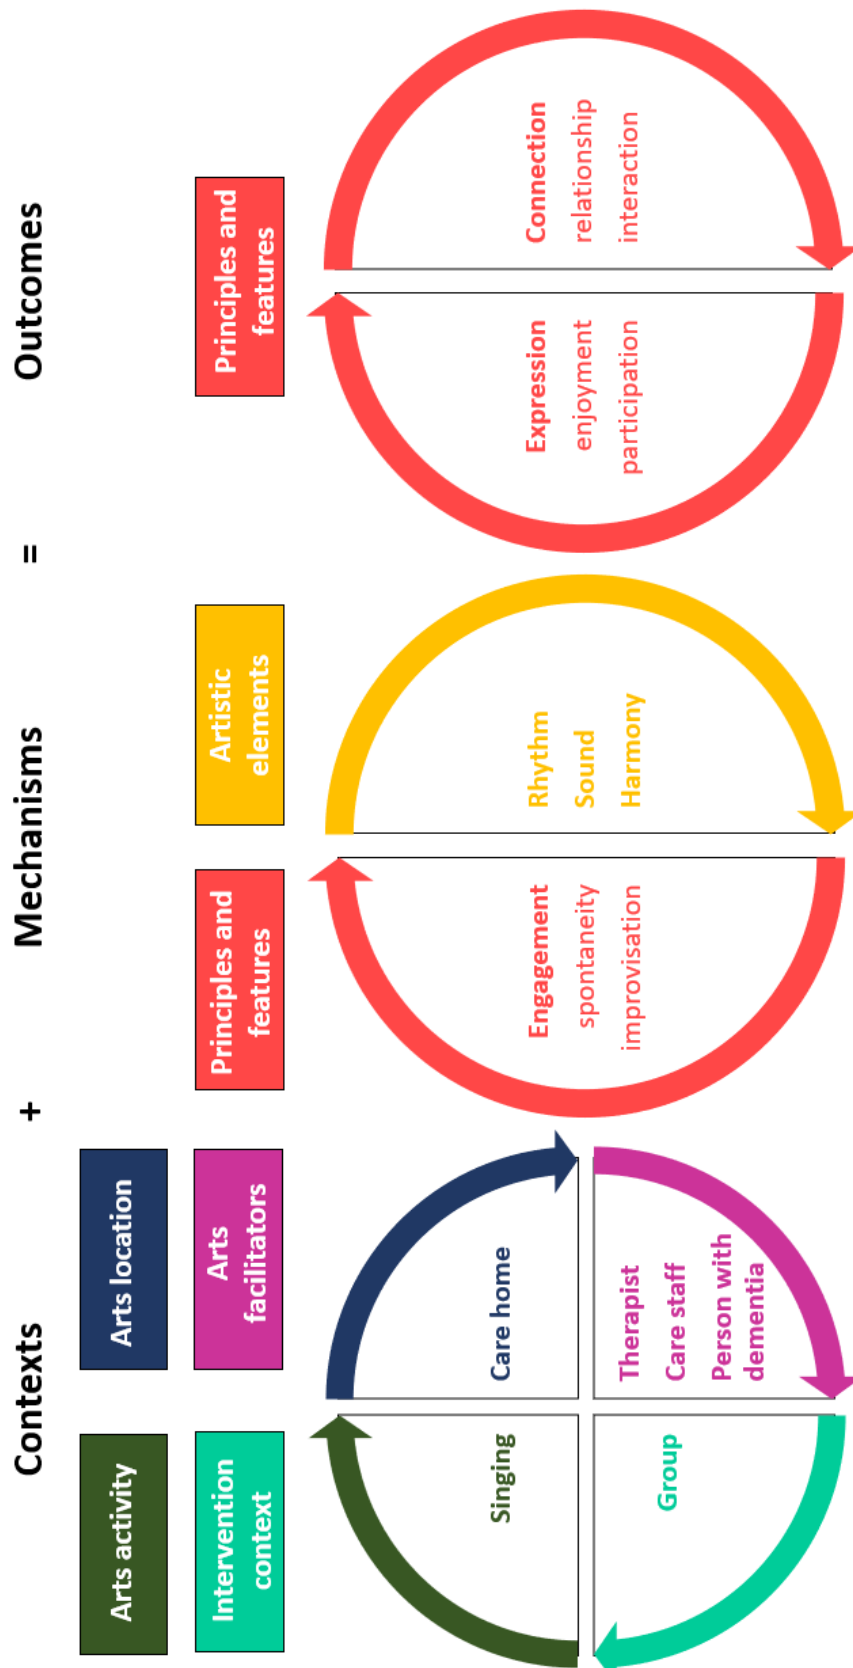 Contexts + Mechanisms = Outcomes
Arts activity
Arts location
Intervention
context
Arts
facilitators
Principles and
features
Artistic
elements
Principles and
features
Singing
Care home
Group
Therapist
Care staff
Person with
dementia
Engagement
spontaneity
improvisation
Rhythm
Sound
Harmony
Expression
enjoyment
participation
Connection
relationship
interaction